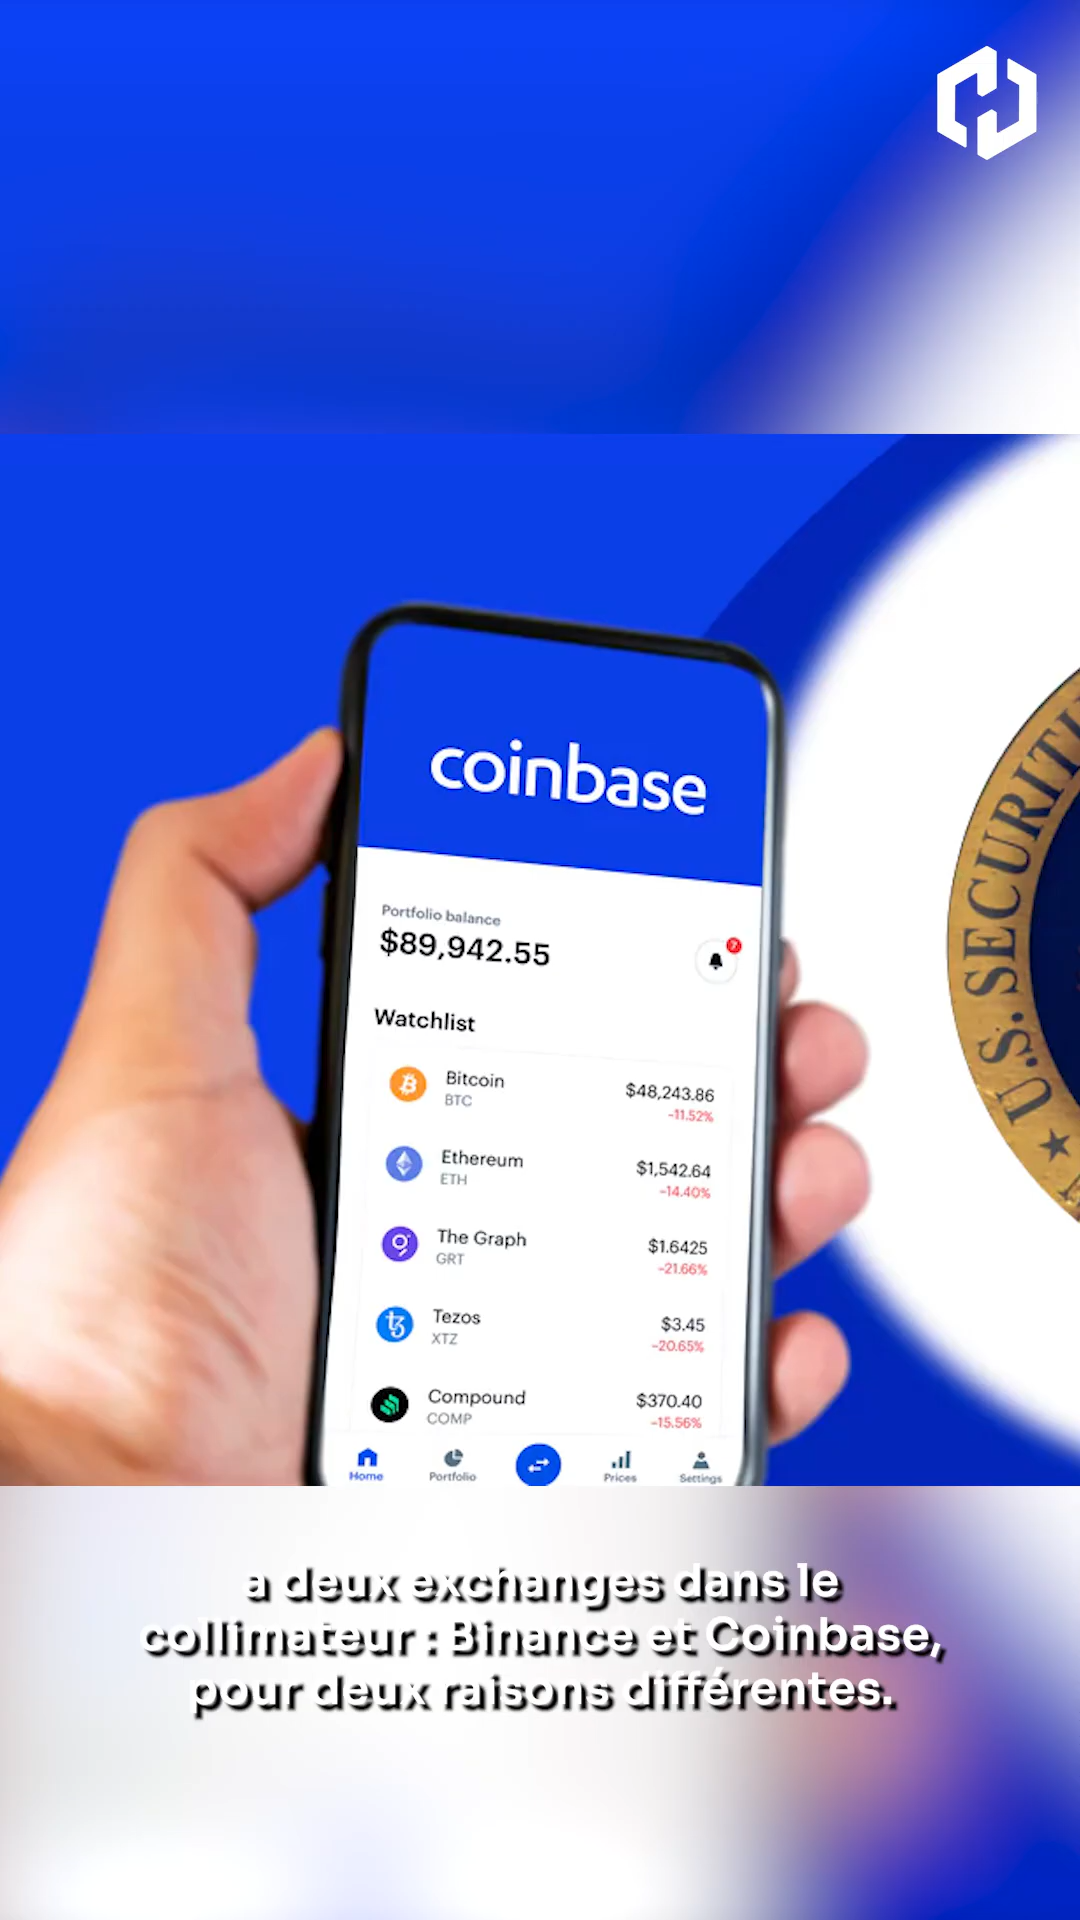 coinbase
Portfolio balance
$89,942.55
7
Watchlist
Bitcoin
BTC
$48,243.86
-11.52%
Ethereum
ETH
$1,542.64
-14.40%
The Graph
GRT
$1.6425
-21.66%
Tezos
XTZ
$3.45
-20.65%
Compound
COMP
$370.40
-15.56%
Home
Portfolio
Prices
Settings
U.S. SECURITI
a deux exchanges dans le
collimateur : Binance et Coinbase,
pour deux raisons différentes.